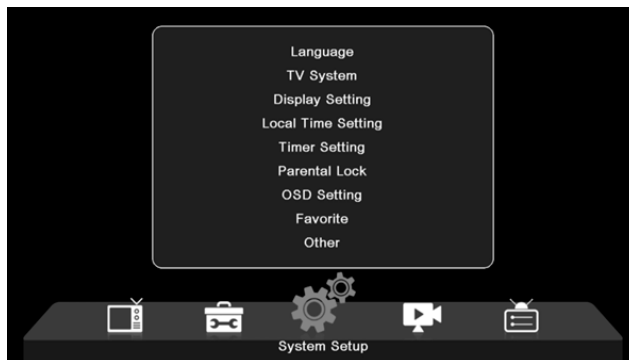 Language
TV System
Display Setting
Local Time Setting
Timer Setting
Parental Lock
OSD Setting
Favorite
Other
System Setup